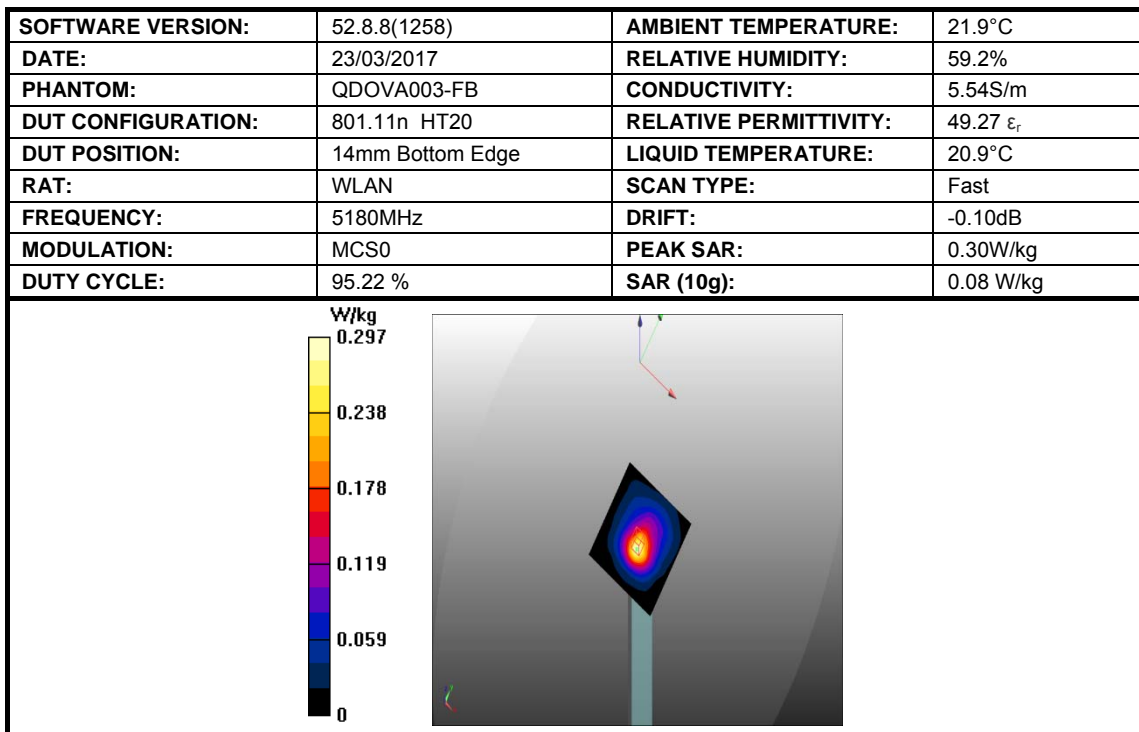 SOFTWARE VERSION: 52.8.8(1258) AMBIENT TEMPERATURE: 21.9°C
DATE: 23/03/2017 RELATIVE HUMIDITY: 59.2%
PHANTOM: QDOVA003-FB CONDUCTIVITY: 5.54S/m
DUT CONFIGURATION: 801.11n HT20 RELATIVE PERMITTIVITY: 49.27 εr
DUT POSITION: 14mm Bottom Edge LIQUID TEMPERATURE: 20.9°C
RAT: WLAN SCAN TYPE: Fast
FREQUENCY: 5180MHz DRIFT: -0.10dB
MODULATION: MCS0 PEAK SAR: 0.30W/kg
DUTY CYCLE: 95.22 % SAR (10g): 0.08 W/kg
W/kg
0.297
0.238
0.178
0.119
0.059
0